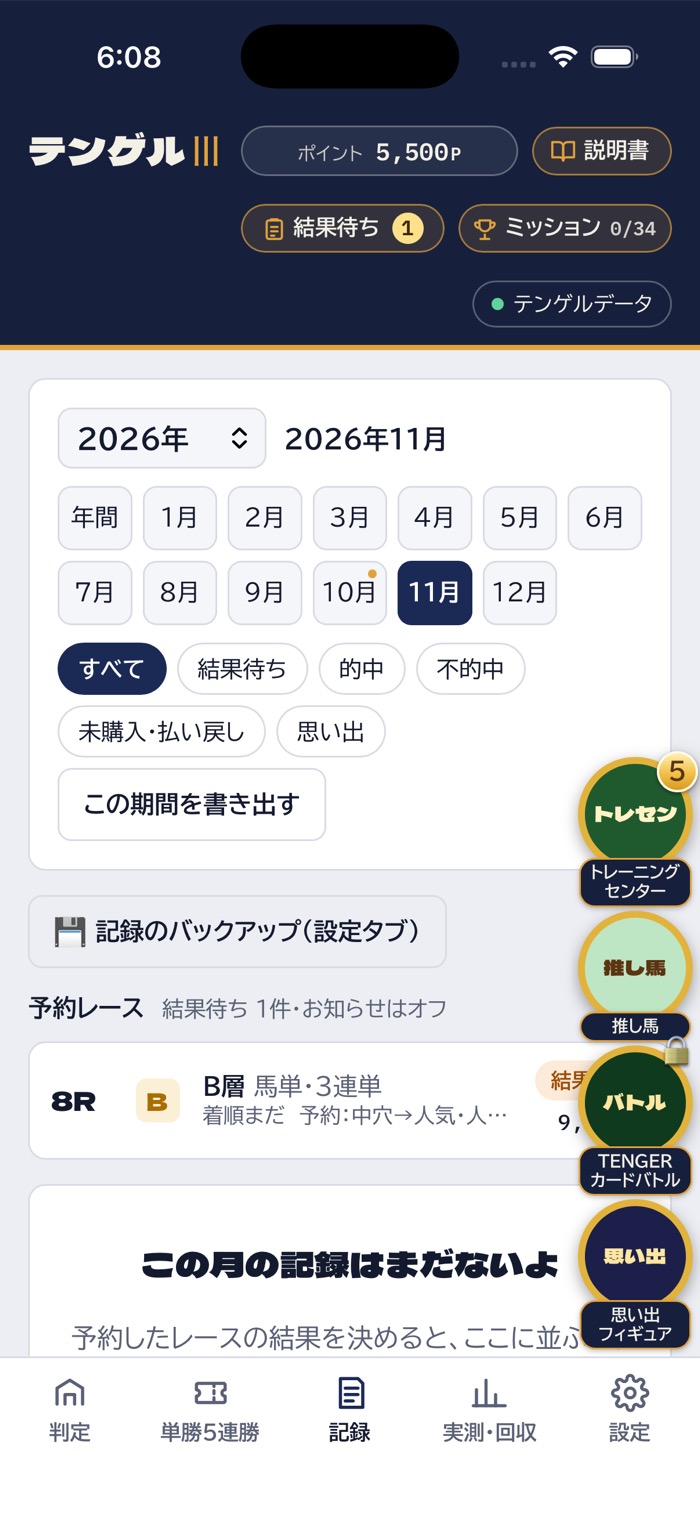 6:08
テンゲル
ポイント 5,500P
説明書
結果待ち 1
ミッション 0/34
テンゲルデータ
2026年
2026年11月
年間 1月 2月 3月 4月 5月 6月
7月 8月 9月 10月 11月 12月
すべて 結果待ち 的中 不的中
未購入・払い戻し 思い出
この期間を書き出す
5
トレセン
トレーニング
センター
記録のバックアップ(設定タブ)
推し馬
推し馬
予約レース 結果待ち 1件・お知らせはオフ
8R B B層 馬単・3連単
着順まだ 予約:中穴→人気・人…
結果
9,
バトル
TENGER
カードバトル
この月の記録はまだないよ
思い出
思い出
フィギュア
予約したレースの結果を決めると、ここに並ぶ
判定 単勝5連勝 記録 実測・回収 設定